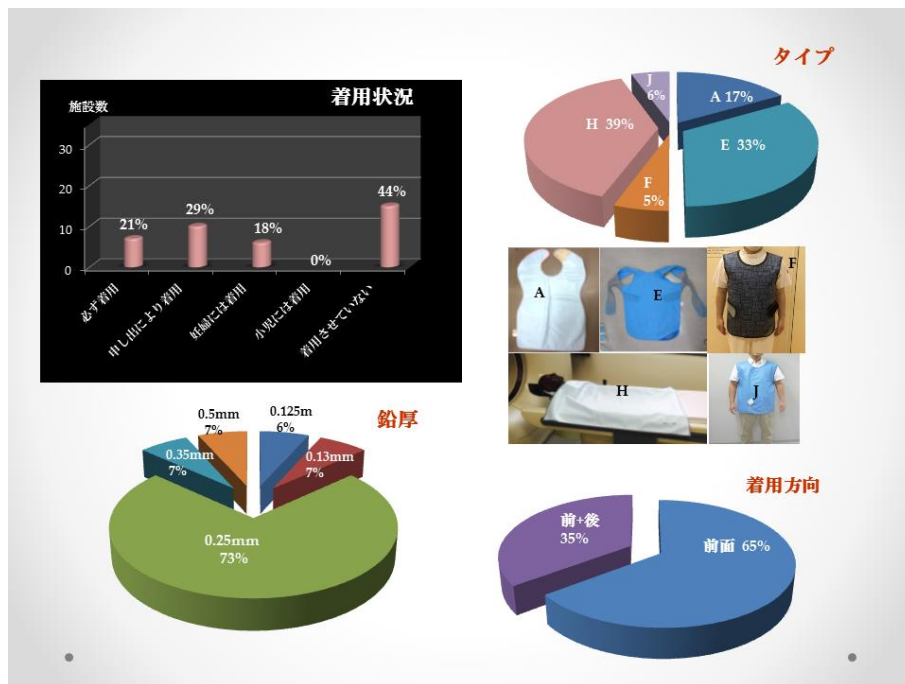 着用状況
施設数
30
20
10
0
21%
29%
18%
0%
44%
必ず着用
申し出により着用
妊婦には着用
小児には着用
着用させていない
タイプ
J
6%
A 17%
H 39%
E 33%
F
5%
A
E
F
H
J
鉛厚
0.5mm
7%
0.125m
6%
0.35mm
7%
0.13mm
7%
0.25mm
73%
着用方向
前+後
35%
前面 65%